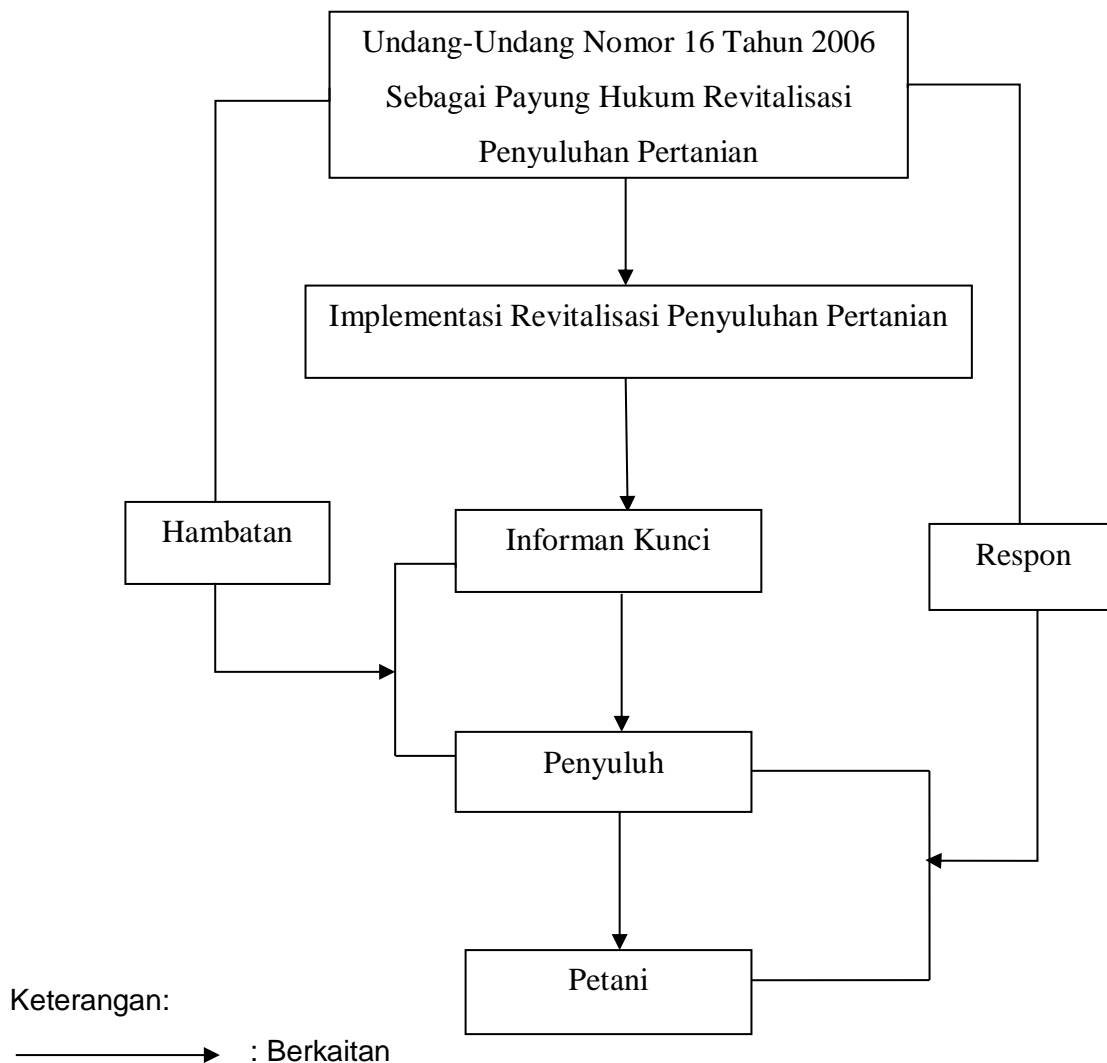 Undang-Undang Nomor 16 Tahun 2006
Sebagai Payung Hukum Revitalisasi
Penyuluhan Pertanian
Implementasi Revitalisasi Penyuluhan Pertanian
Hambatan
Informan Kunci
Respon
Penyuluh
Petani
Keterangan:
: Berkaitan